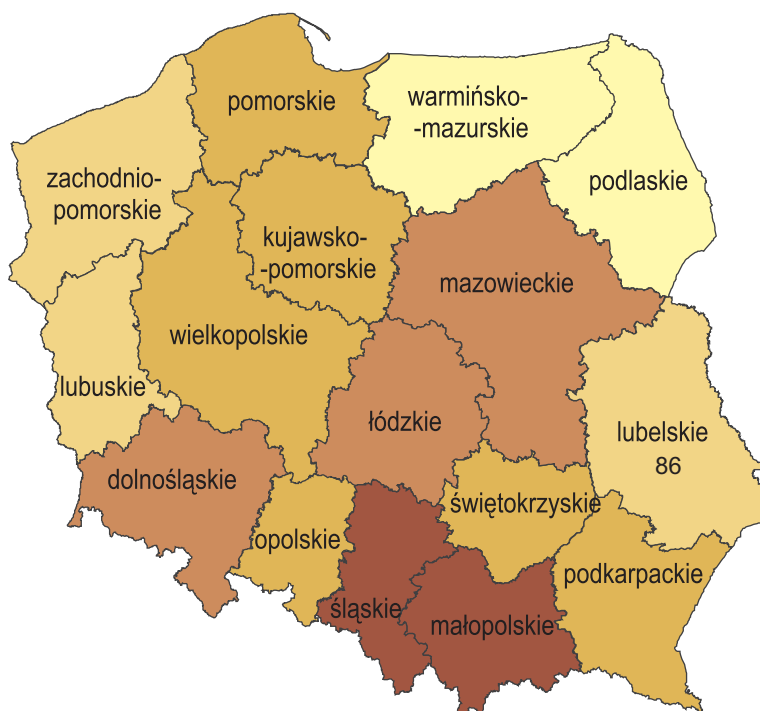 pomorskie
warmińsko-
-mazurskie
podlaskie
zachodnio-
pomorskie
kujawsko-
-pomorskie
mazowieckie
wielkopolskie
lubuskie
łódzkie
lubelskie
86
dolnośląskie
świętokrzyskie
opolskie
podkarpackie
śląskie
małopolskie